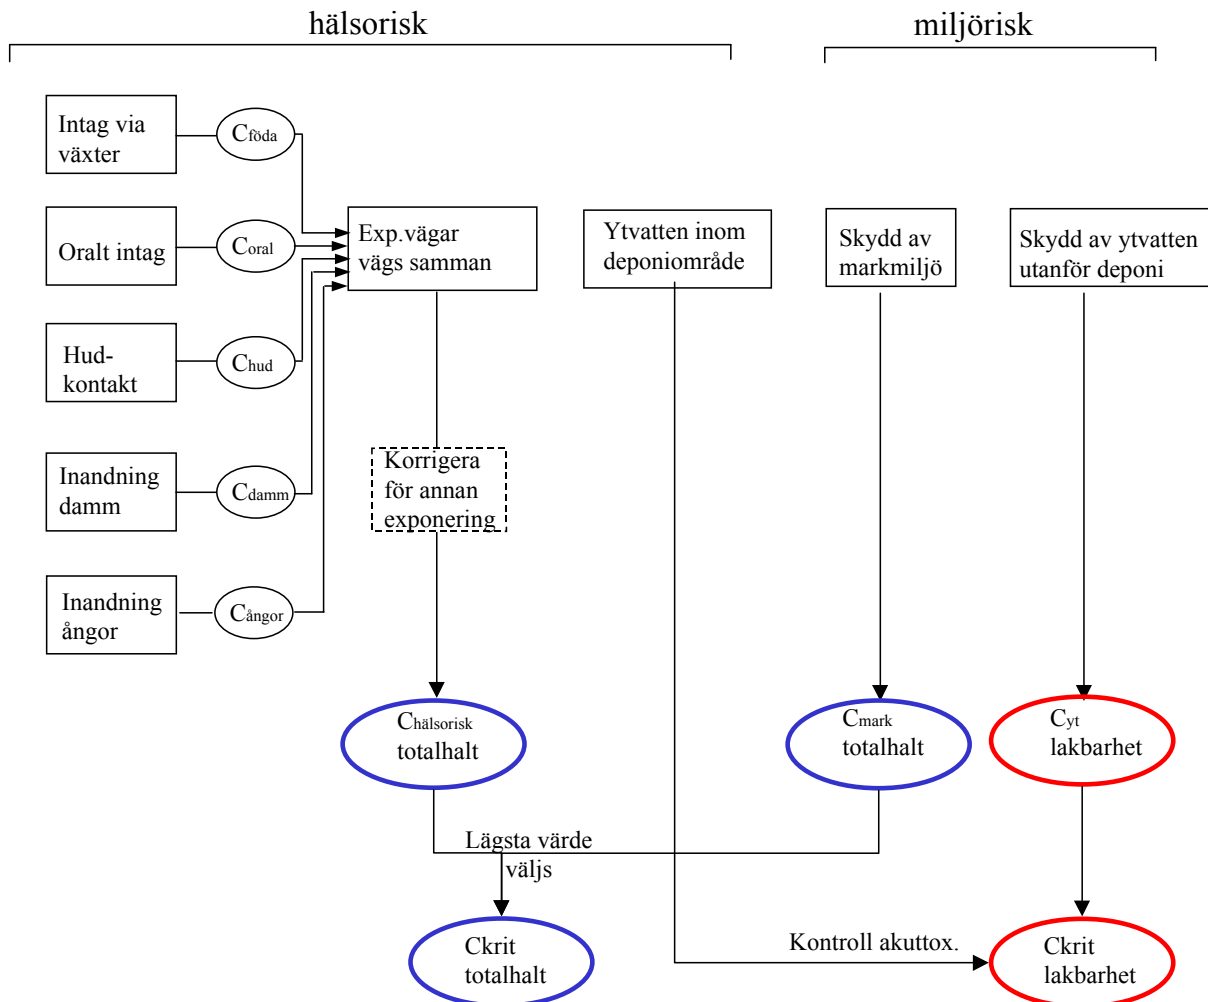 hälsorisk
miljörisk
Intag via
växter
Cföda
Oralt intag
Coral
Hud-
kontakt
Chud
Inandning
damm
Cdamm
Inandning
ångor
Cångor
Exp.vägar
vägs samman
Ytvatten inom
deponiområde
Skydd av
markmiljö
Skydd av ytvatten
utanför deponi
Korrigera
för annan
exponering
Chälsorisk
totalhalt
Cmark
totalhalt
Cyt
lakbarhet
Lägsta värde
väljs
Kontroll akuttox.
Ckrit
totalhalt
Ckrit
lakbarhet